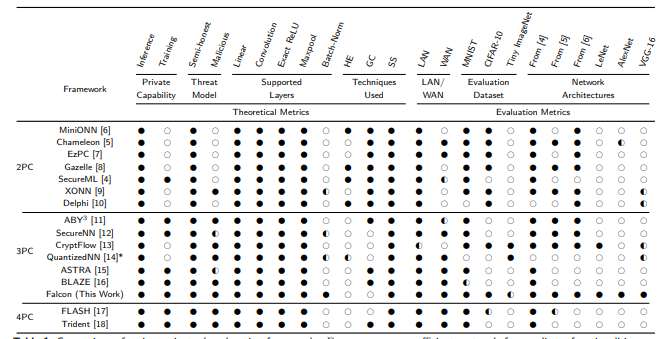 Inference Training Semi-honest Malicious Linear Convolution Exact ReLU Maxpool Batch-Norm HE GC SS LAN WAN MNIST CIFAR-10 Tiny ImageNet From [4] From [5] From [6] LeNet AlexNet VGG-16
Framework
Private Capability
Threat Model
Supported Layers
Techniques Used
LAN/ WAN
Evaluation Dataset
Network Architectures
Theoretical Metrics
Evaluation Metrics
2PC
MiniONN [6] ● ○ ● ○ ● ● ● ● ○ ● ● ● ● ○ ● ● ○ ● ○ ● ○ ○ ○
Chameleon [5]
EzPC [7]
Gazelle [8]
SecureML [4]
XONN [9]
Delphi [10]
3PC
ABY³ [11]
SecureNN [12]
CryptFlow [13]
QuantizedNN [14]*
ASTRA [15]
BLAZE [16]
Falcon (This Work)
4PC
FLASH [17]
Trident [18]